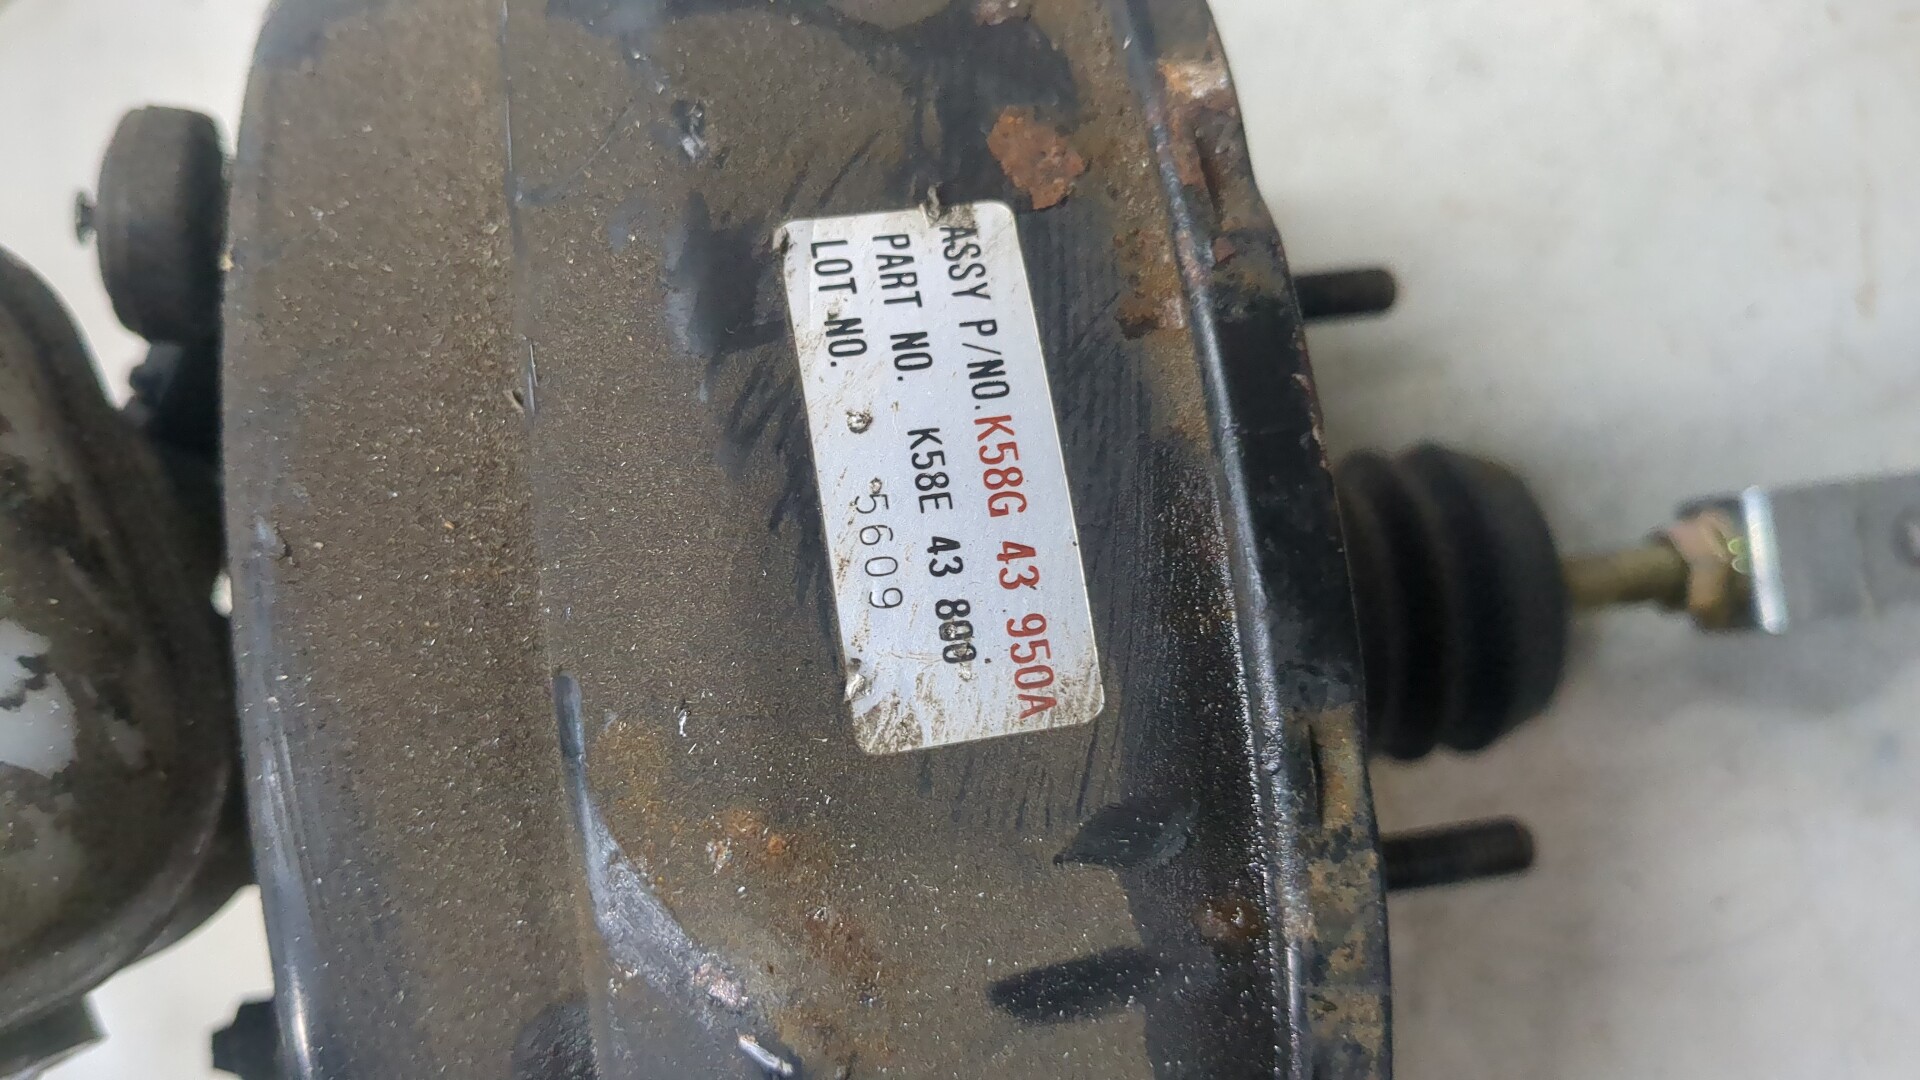 ASSY P/NO. K58G 43 950A
PART NO. K58E 43 800
LOT NO. 5609